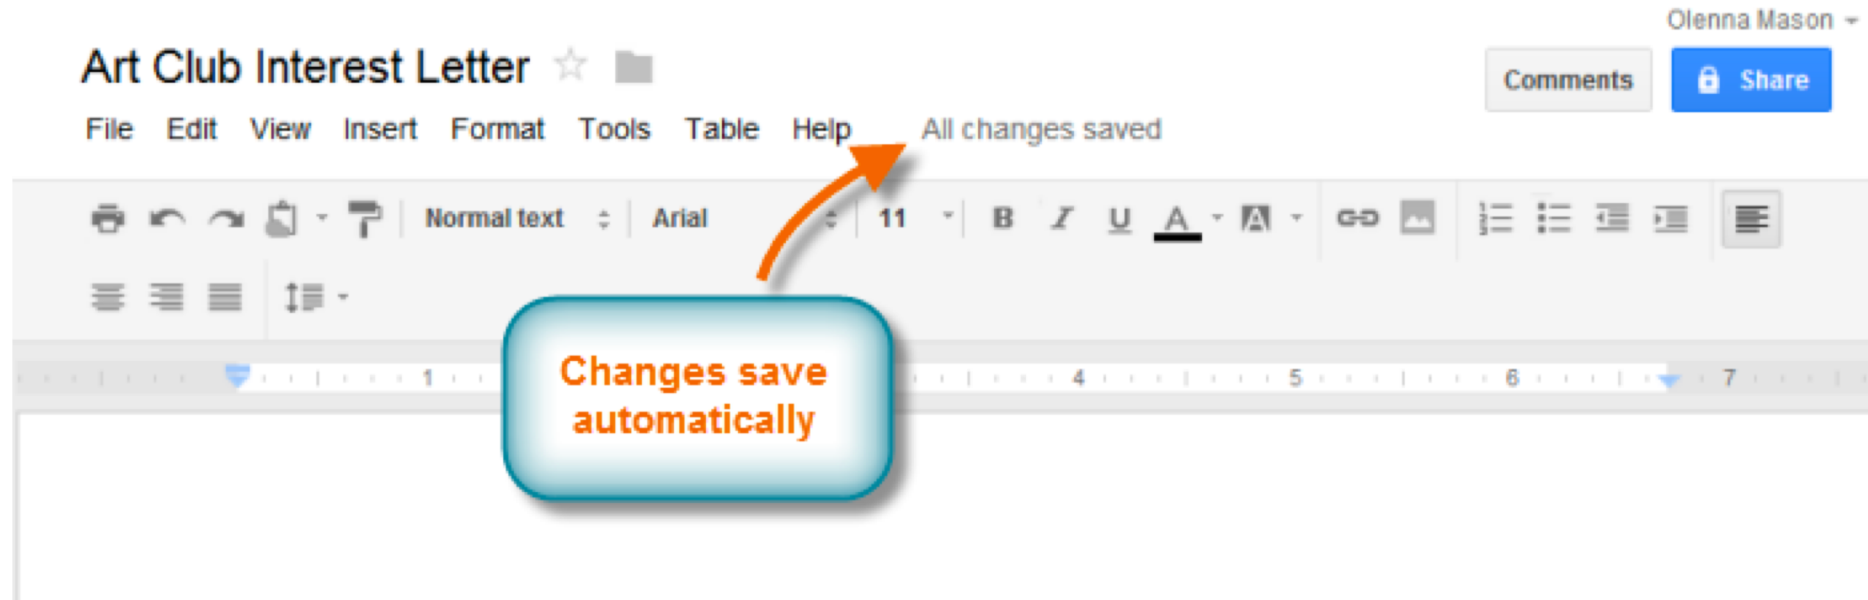 Olenna Mason
Art Club Interest Letter
Comments Share
File Edit View Insert Format Tools Table Help All changes saved
Normal text Arial 11 B I U A A
1 4 5 6 7
Changes save
automatically